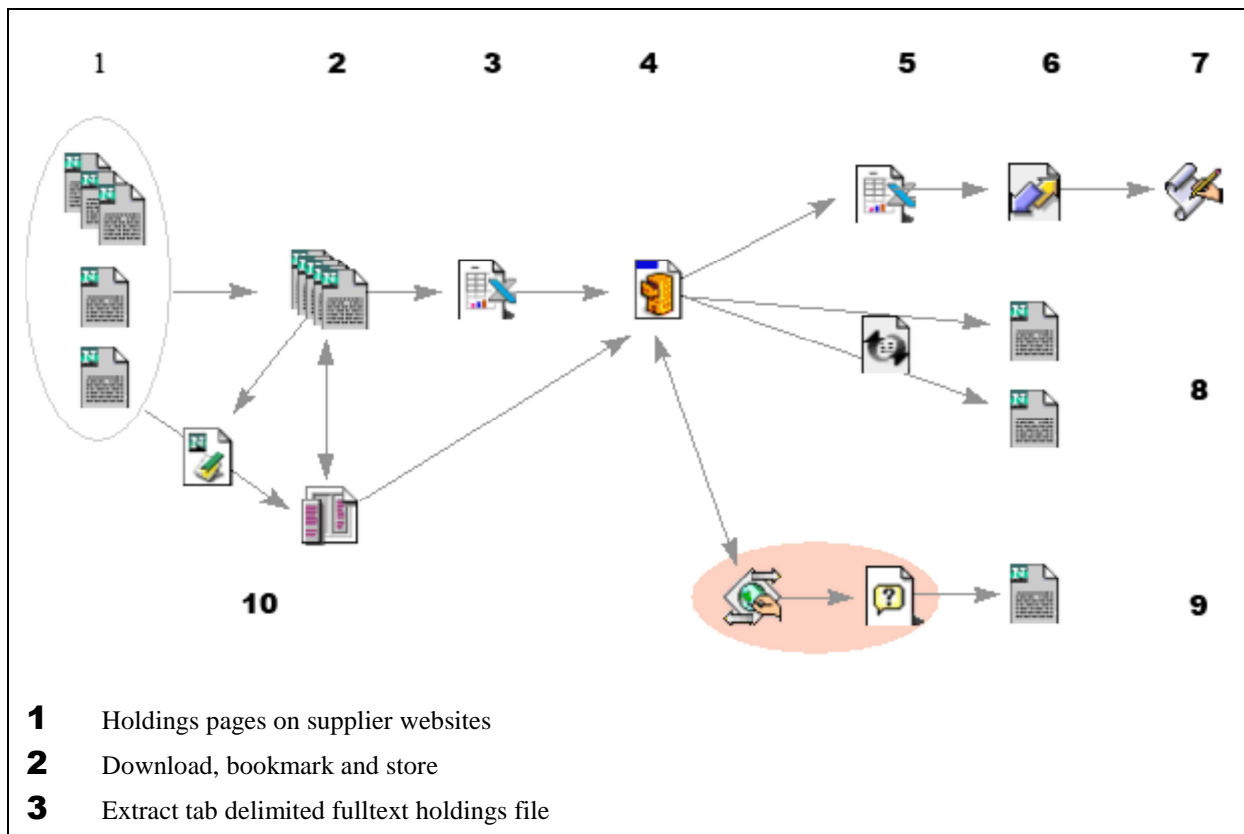 1 2 3 4 5 6 7
8
9
10
1 Holdings pages on supplier websites
2 Download, bookmark and store
3 Extract tab delimited fulltext holdings file